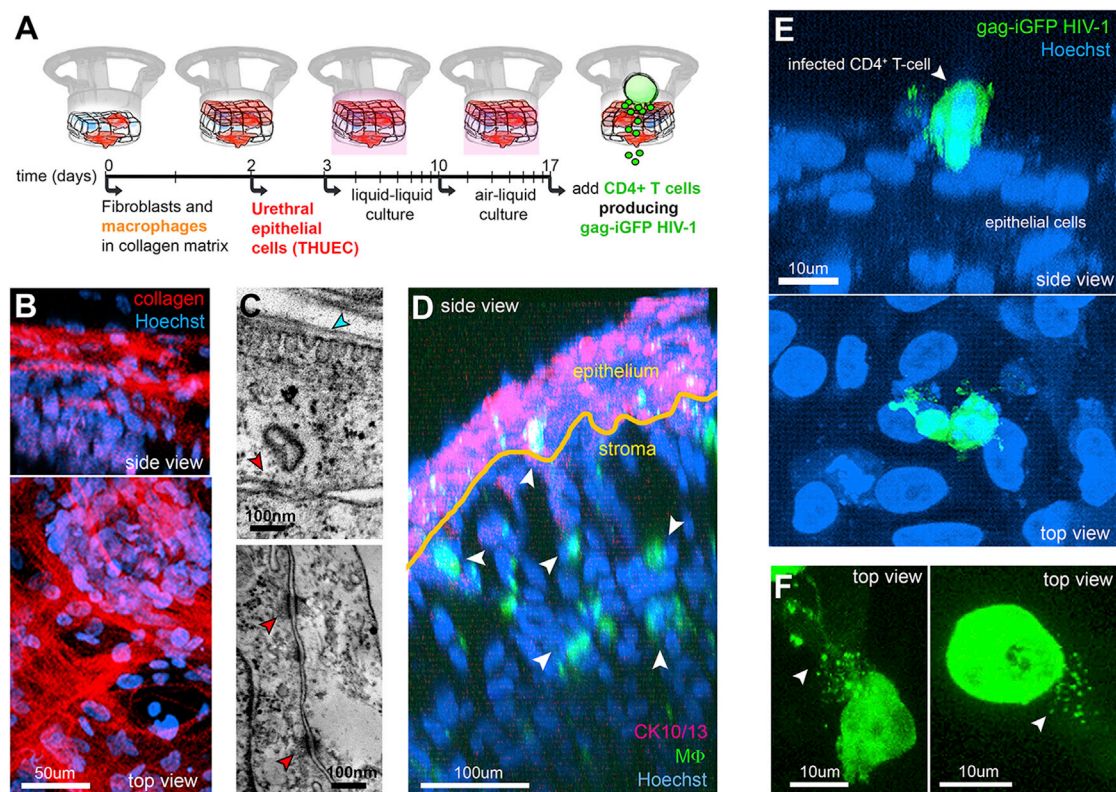 A
time (days)
0
2
3
10
17
Fibroblasts and
macrophages
in collagen matrix
Urethral
epithelial
cells (THUEC)
liquid-liquid
culture
air-liquid
culture
add CD4+ T cells
producing
gag-iGFP HIV-1
B
collagen
Hoechst
side view
50um
top view
C
100nm
100nm
D
side view
epithelium
stroma
CK10/13
MΦ
Hoechst
100um
E
gag-iGFP HIV-1
Hoechst
infected CD4⁺ T-cell
epithelial cells
10um
side view
top view
F
top view
10um
top view
10um